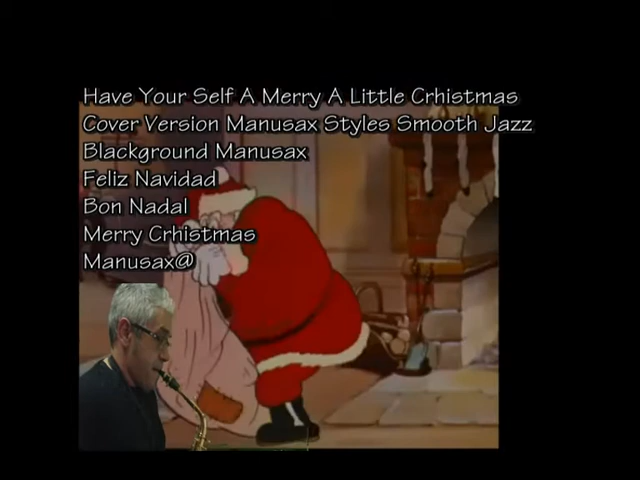 Have Your Self A Merry A Little Crhistmas
Cover Version Manusax Styles Smooth Jazz
Blackground Manusax
Feliz Navidad
Bon Nadal
Merry Crhistmas
Manusax@